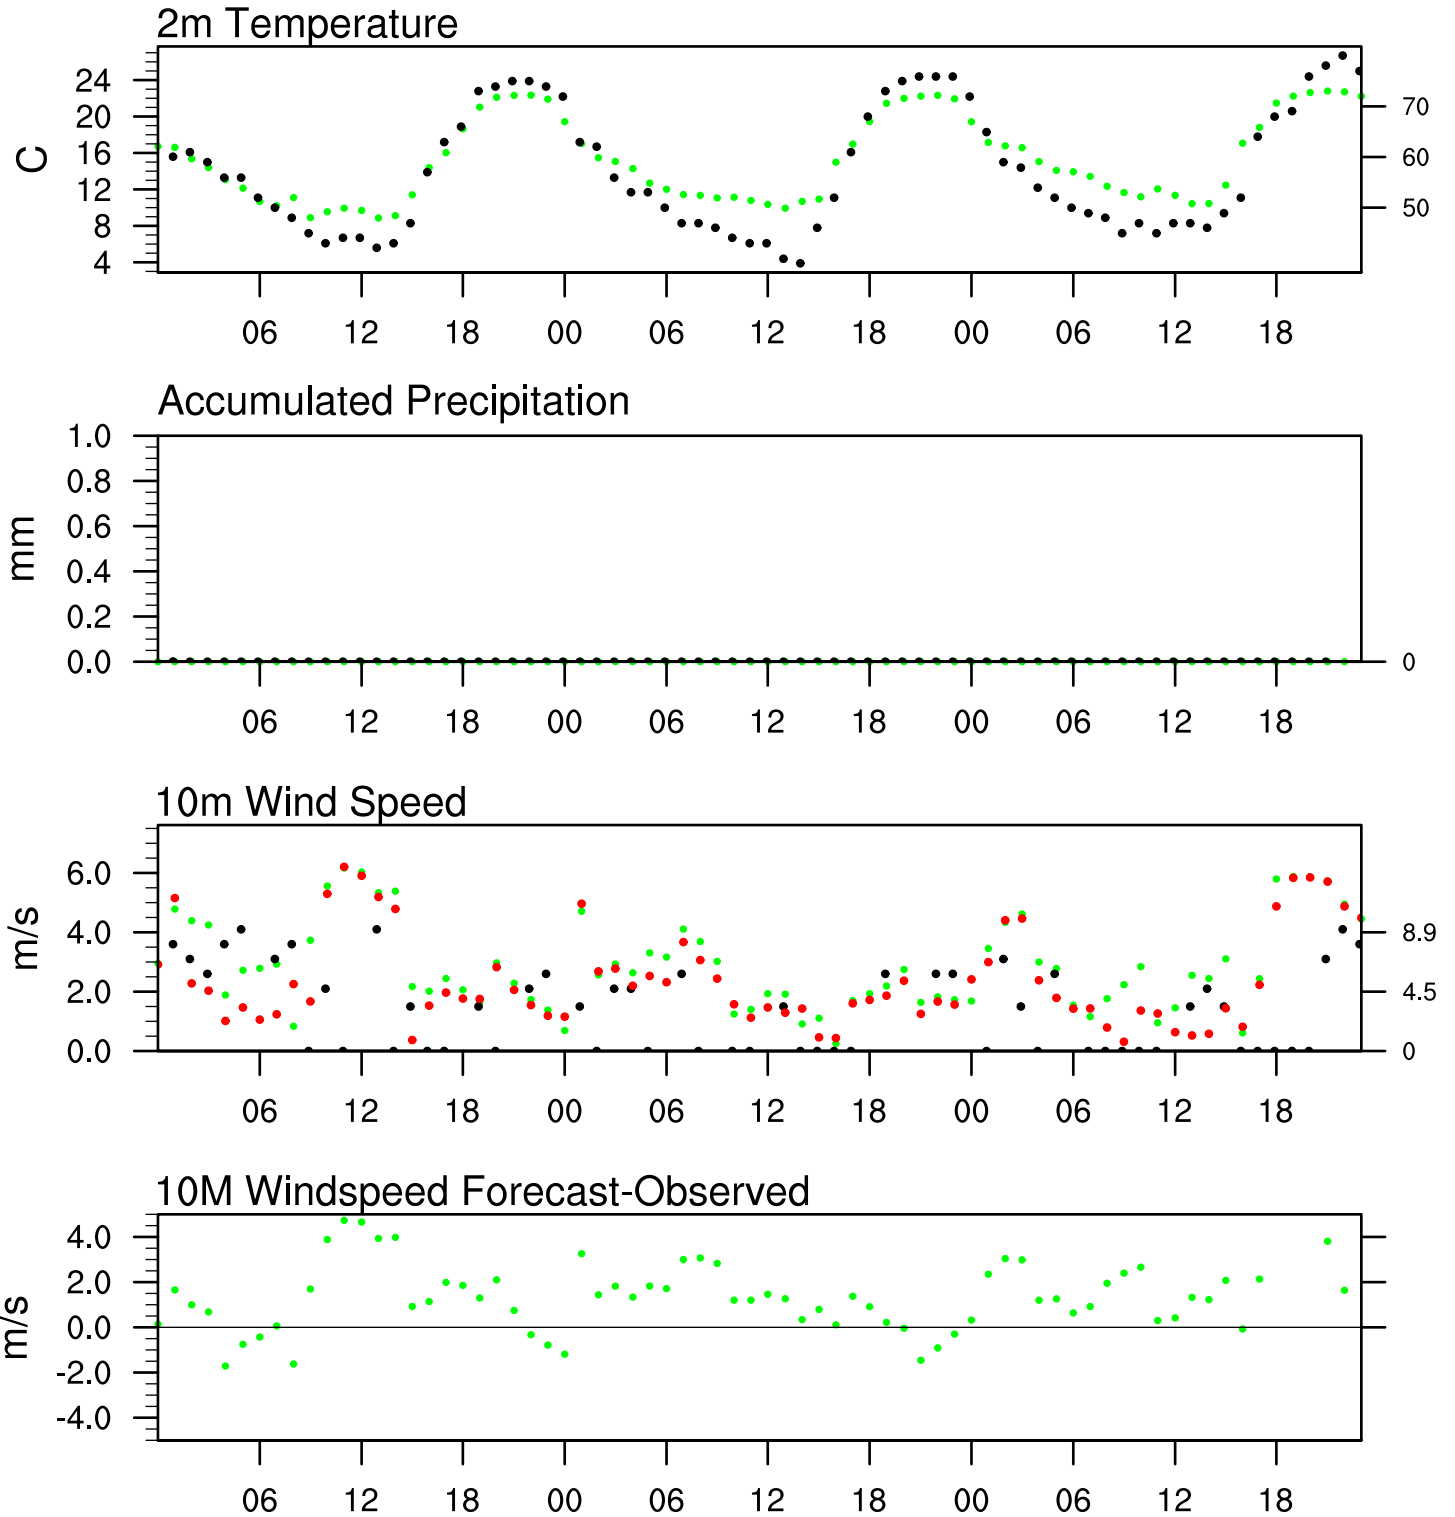 2m Temperature
24
20
16
12
8
4
C
70
60
50
06 12 18 00 06 12 18 00 06 12 18
Accumulated Precipitation
1.0
0.8
0.6
0.4
0.2
0.0
mm
0
06 12 18 00 06 12 18 00 06 12 18
10m Wind Speed
6.0
4.0
2.0
0.0
m/s
8.9
4.5
0
06 12 18 00 06 12 18 00 06 12 18
10M Windspeed Forecast-Observed
4.0
2.0
0.0
-2.0
-4.0
m/s
06 12 18 00 06 12 18 00 06 12 18